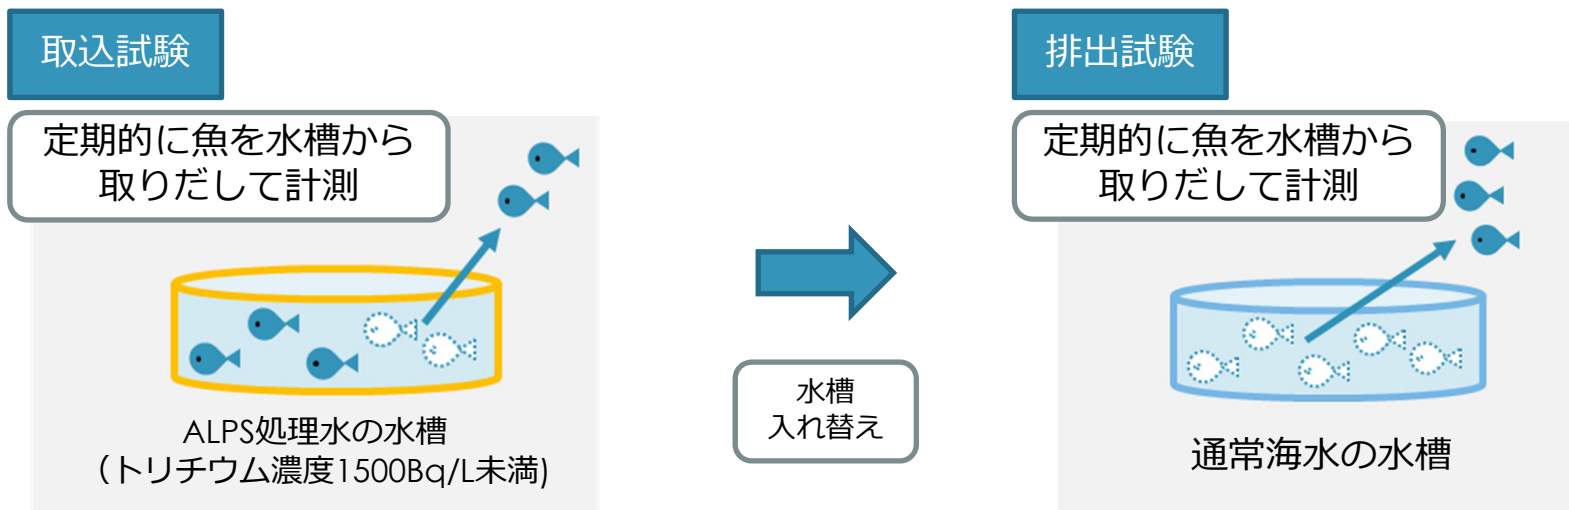 取込試験
定期的に魚を水槽から
取りだして計測
ALPS処理水の水槽
（トリチウム濃度1500Bq/L未満)
水槽
入れ替え
排出試験
定期的に魚を水槽から
取りだして計測
通常海水の水槽